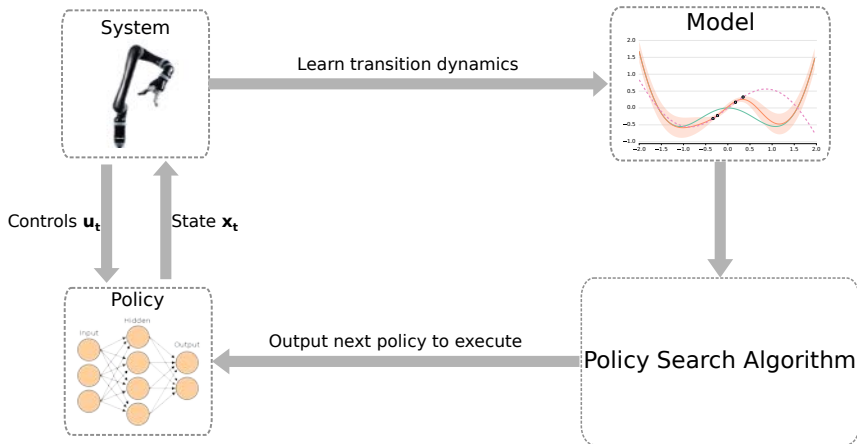 System
Model
Learn transition dynamics
2.0
1.5
1.0
0.5
0.0
−0.5
−1.0
−2.0 −1.5 −1.0 −0.5 0.0 0.5 1.0 1.5 2.0
Controls u_t
State x_t
Policy
Input
Hidden
Output
Output next policy to execute
Policy Search Algorithm